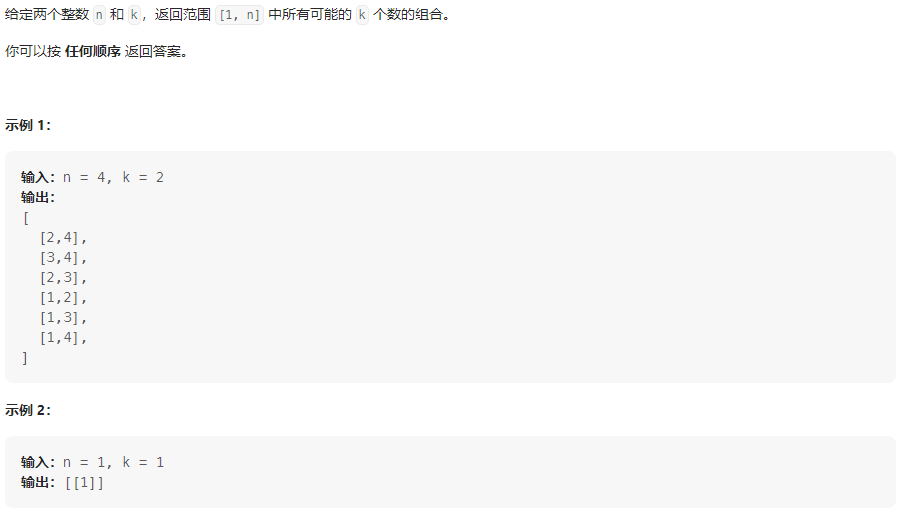 给定两个整数 n 和 k，返回范围 [1, n] 中所有可能的 k 个数的组合。
你可以按 任何顺序 返回答案。
示例 1：
输入：n = 4, k = 2
输出：
[
  [2,4],
  [3,4],
  [2,3],
  [1,2],
  [1,3],
  [1,4],
]
示例 2：
输入：n = 1, k = 1
输出：[[1]]